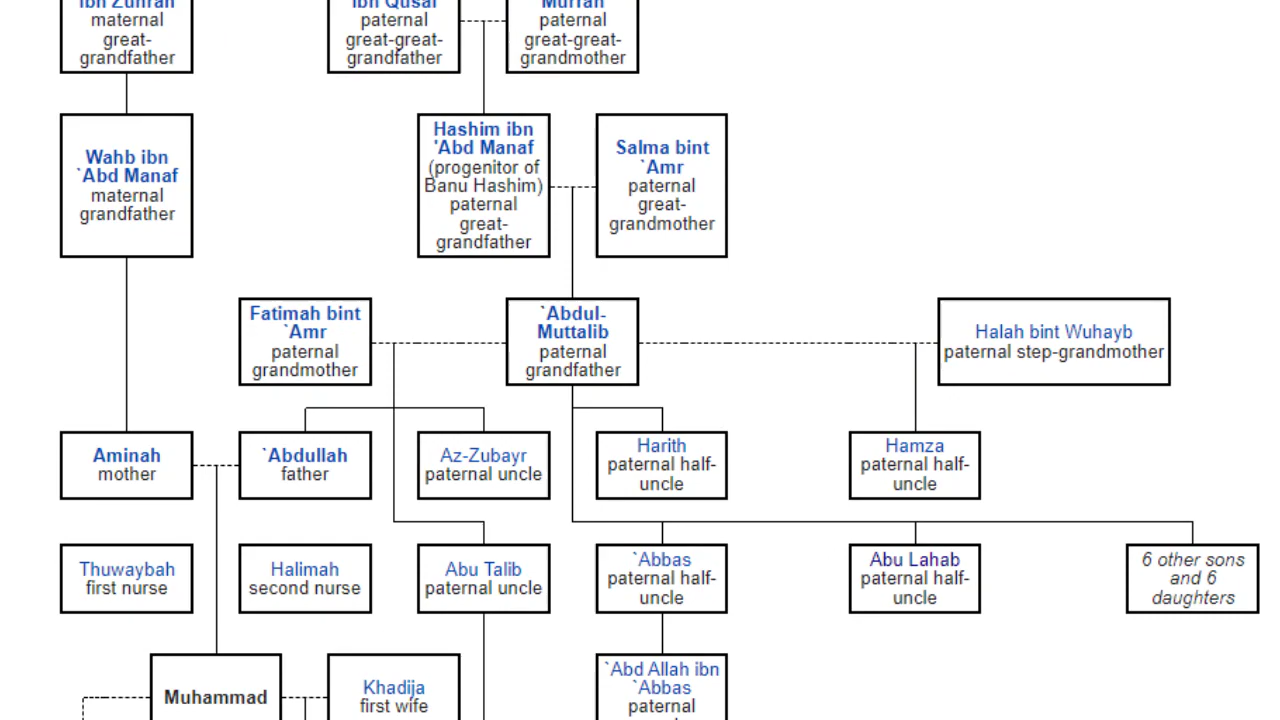 ibn Zuhrah
maternal
great-
grandfather
ibn Qusai
paternal
great-great-
grandfather
Murrah
paternal
great-great-
grandmother
Wahb ibn
`Abd Manaf
maternal
grandfather
Hashim ibn
'Abd Manaf
(progenitor of
Banu Hashim)
paternal
great-
grandfather
Salma bint
`Amr
paternal
great-
grandmother
Fatimah bint
`Amr
paternal
grandmother
`Abdul-
Muttalib
paternal
grandfather
Halah bint Wuhayb
paternal step-grandmother
Aminah
mother
`Abdullah
father
Az-Zubayr
paternal uncle
Harith
paternal half-
uncle
Hamza
paternal half-
uncle
Thuwaybah
first nurse
Halimah
second nurse
Abu Talib
paternal uncle
`Abbas
paternal half-
uncle
Abu Lahab
paternal half-
uncle
6 other sons
and 6
daughters
Muhammad
Khadija
first wife
`Abd Allah ibn
`Abbas
paternal